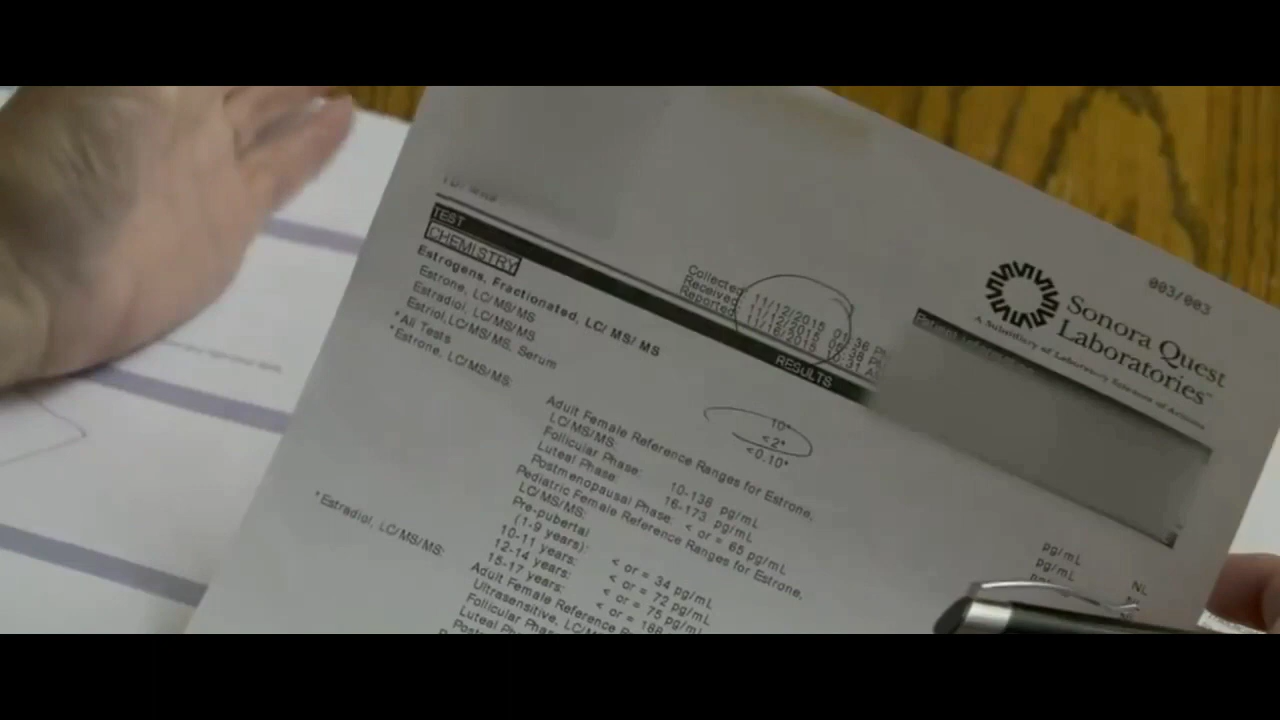 003/003
Sonora Quest
Laboratories
A Subsidiary of Laboratory Sciences of Arizona
TEST
CHEMISTRY
Collected
Received
Reported
11/12/2015
RESULTS
Estrogens, Fractionated, LC/MS/MS
Estrone, LC/MS/MS
10*
pg/mL
NL
Estradiol, LC/MS/MS
<2*
pg/mL
Estriol,LC/MS/MS, Serum
<0.10*
*All Tests
*Estrone, LC/MS/MS:
Adult Female Reference Ranges for Estrone,
LC/MS/MS:
Follicular Phase: 10-138 pg/mL
Luteal Phase: 16-173 pg/mL
Postmenopausal Phase: < or = 65 pg/mL
Pediatric Female Reference Ranges for Estrone,
LC/MS/MS:
Pre-pubertal
(1-9 years): < or = 34 pg/mL
10-11 years: < or = 72 pg/mL
12-14 years: < or = 75 pg/mL
15-17 years: < or = 188
*Estradiol, LC/MS/MS:
Adult Female Reference
Ultrasensitive,
Follicular
Luteal